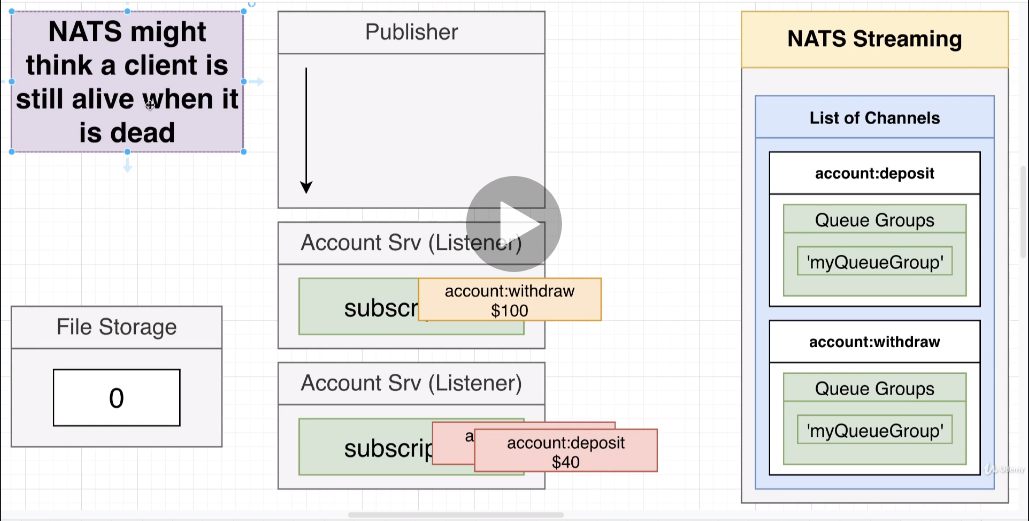 NATS might
think a client is
still alive when it
is dead
Publisher
Account Srv (Listener)
account:withdraw
$100
File Storage
0
Account Srv (Listener)
account:deposit
$40
NATS Streaming
List of Channels
account:deposit
Queue Groups
'myQueueGroup'
account:withdraw
Queue Groups
'myQueueGroup'
Udemy